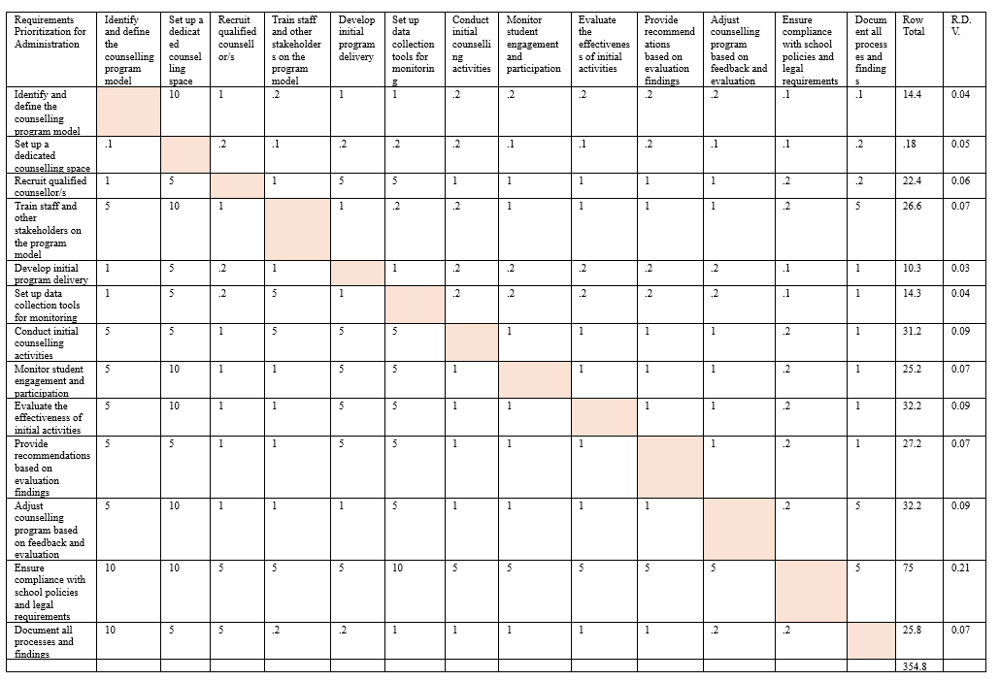 Requirements Prioritization for Administration | Identify and define the counselling program model | Set up a dedicated counselling space | Recruit qualified counsellor/s | Train staff and other stakeholders on the program model | Develop initial program delivery | Set up data collection tools for monitoring | Conduct initial counselling activities | Monitor student engagement and participation | Evaluate the effectiveness of initial activities | Provide recommendations based on evaluation findings | Adjust counselling program based on feedback and evaluation | Ensure compliance with school policies and legal requirements | Document all processes and findings | Row Total | R.D.V.
Identify and define the counselling program model | | 10 | 1 | .2 | 1 | 1 | .2 | .2 | .2 | .2 | .2 | .1 | .1 | 14.4 | 0.04
Set up a dedicated counselling space | .1 | | .2 | .1 | .2 | .2 | .2 | .1 | .1 | .2 | .1 | .1 | .2 | .18 | 0.05
Recruit qualified counsellor/s | 1 | 5 | | 1 | 5 | 5 | 1 | 1 | 1 | 1 | 1 | .2 | .2 | 22.4 | 0.06
Train staff and other stakeholders on the program model | 5 | 10 | 1 | | 1 | .2 | .2 | 1 | 1 | 1 | 1 | .2 | 5 | 26.6 | 0.07
Develop initial program delivery | 1 | 5 | .2 | 1 | | 1 | .2 | .2 | .2 | .2 | .2 | .1 | 1 | 10.3 | 0.03
Set up data collection tools for monitoring | 1 | 5 | .2 | 5 | 1 | | .2 | .2 | .2 | .2 | .2 | .1 | 1 | 14.3 | 0.04
Conduct initial counselling activities | 5 | 5 | 1 | 5 | 5 | 5 | | 1 | 1 | 1 | 1 | .2 | 1 | 31.2 | 0.09
Monitor student engagement and participation | 5 | 10 | 1 | 1 | 5 | 5 | 1 | | 1 | 1 | 1 | .2 | 1 | 25.2 | 0.07
Evaluate the effectiveness of initial activities | 5 | 10 | 1 | 1 | 5 | 5 | 1 | 1 | | 1 | 1 | .2 | 1 | 32.2 | 0.09
Provide recommendations based on evaluation findings | 5 | 5 | 1 | 1 | 5 | 5 | 1 | 1 | 1 | | 1 | .2 | 1 | 27.2 | 0.07
Adjust counselling program based on feedback and evaluation | 5 | 10 | 1 | 1 | 1 | 5 | 1 | 1 | 1 | 1 | | .2 | 5 | 32.2 | 0.09
Ensure compliance with school policies and legal requirements | 10 | 10 | 5 | 5 | 5 | 10 | 5 | 5 | 5 | 5 | 5 | | 5 | 75 | 0.21
Document all processes and findings | 10 | 5 | 5 | .2 | .2 | 1 | 1 | 1 | 1 | 1 | .2 | .2 | | 25.8 | 0.07
354.8